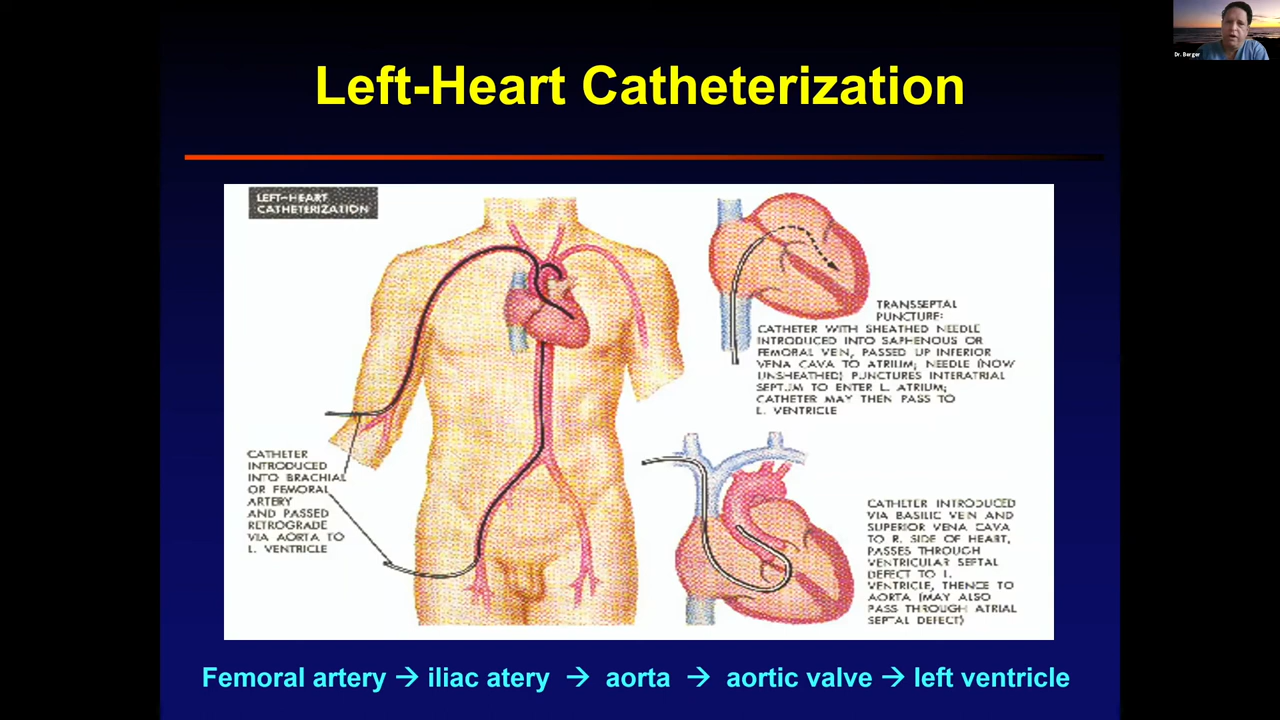 Dr. Berger
Left-Heart Catheterization
LEFT-HEART
CATHETERIZATION
TRANSSEPTAL
PUNCTURE:
CATHETER WITH SHEATHED NEEDLE
INTRODUCED INTO SAPHENOUS OR
FEMORAL VEIN, PASSED UP INFERIOR
VENA CAVA TO ATRIUM; NEEDLE (NOW
UNSHEATHED) PUNCTURES INTERATRIAL
SEPTUM TO ENTER L. ATRIUM;
CATHETER MAY THEN PASS TO
L. VENTRICLE
CATHETER
INTRODUCED
INTO BRACHIAL
OR FEMORAL
ARTERY
AND PASSED
RETROGRADE
VIA AORTA TO
L. VENTRICLE
CATHETER INTRODUCED
VIA BASILIC VEIN AND
SUPERIOR VENA CAVA
TO R. SIDE OF HEART,
PASSES THROUGH
VENTRICULAR SEPTAL
DEFECT TO L.
VENTRICLE, THENCE TO
AORTA (MAY ALSO
PASS THROUGH ATRIAL
SEPTAL DEFECT)
Femoral artery → iliac atery → aorta → aortic valve → left ventricle